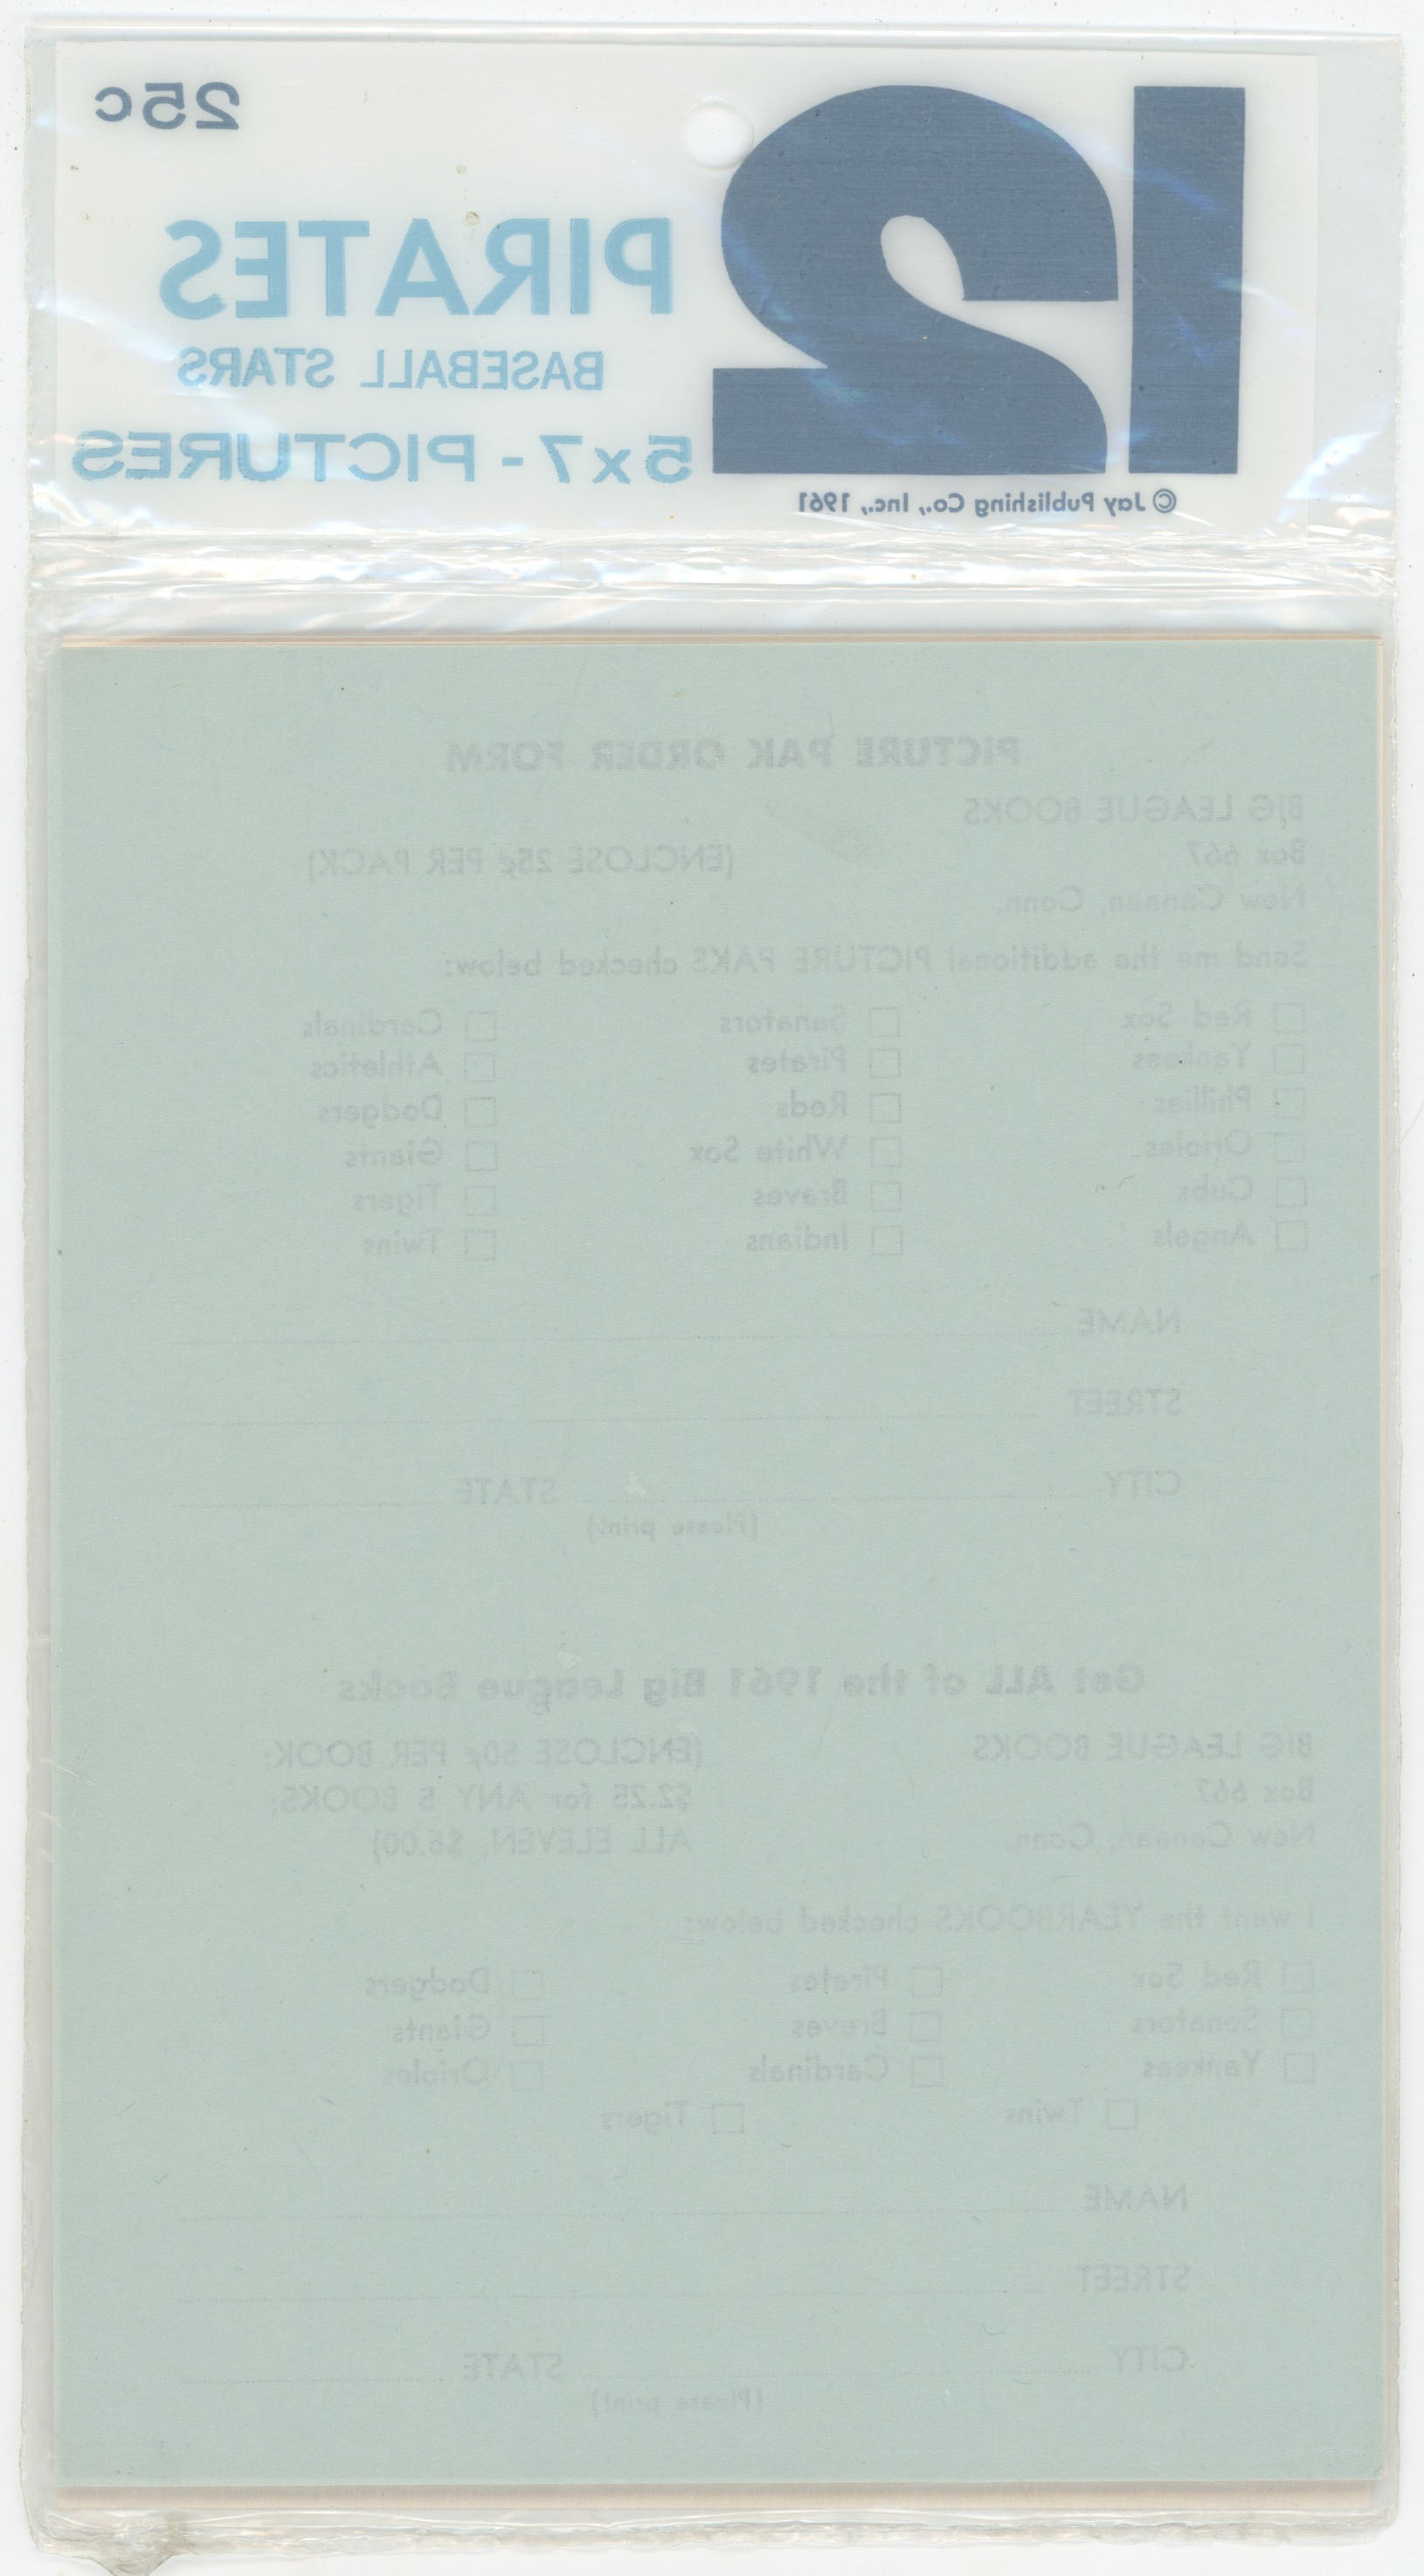 12
25c
PIRATES
BASEBALL STARS
5x7 - PICTURES
© Jay Publishing Co., Inc., 1961
PICTURE PAK ORDER FORM
BIG LEAGUE BOOKS
Box 667 (ENCLOSE 25¢ PER PACK)
New Canaan, Conn.
Send me the additional PICTURE PAKS checked below:
Red Sox Senators Cardinals
Yankees Pirates Athletics
Phillies Reds Dodgers
Orioles White Sox Giants
Cubs Braves Tigers
Angels Indians Twins
NAME
STREET
CITY STATE
(Please print)
Get ALL of the 1961 Big League Books
BIG LEAGUE BOOKS (ENCLOSE 50¢ PER BOOK
Box 667 $2.25 for ANY 5 BOOKS;
New Canaan, Conn. ALL ELEVEN, $5.00)
I want the YEARBOOKS checked below:
Red Sox Pirates Dodgers
Senators Braves Giants
Yankees Cardinals Orioles
Twins Tigers
NAME
STREET
CITY STATE
(Please print)